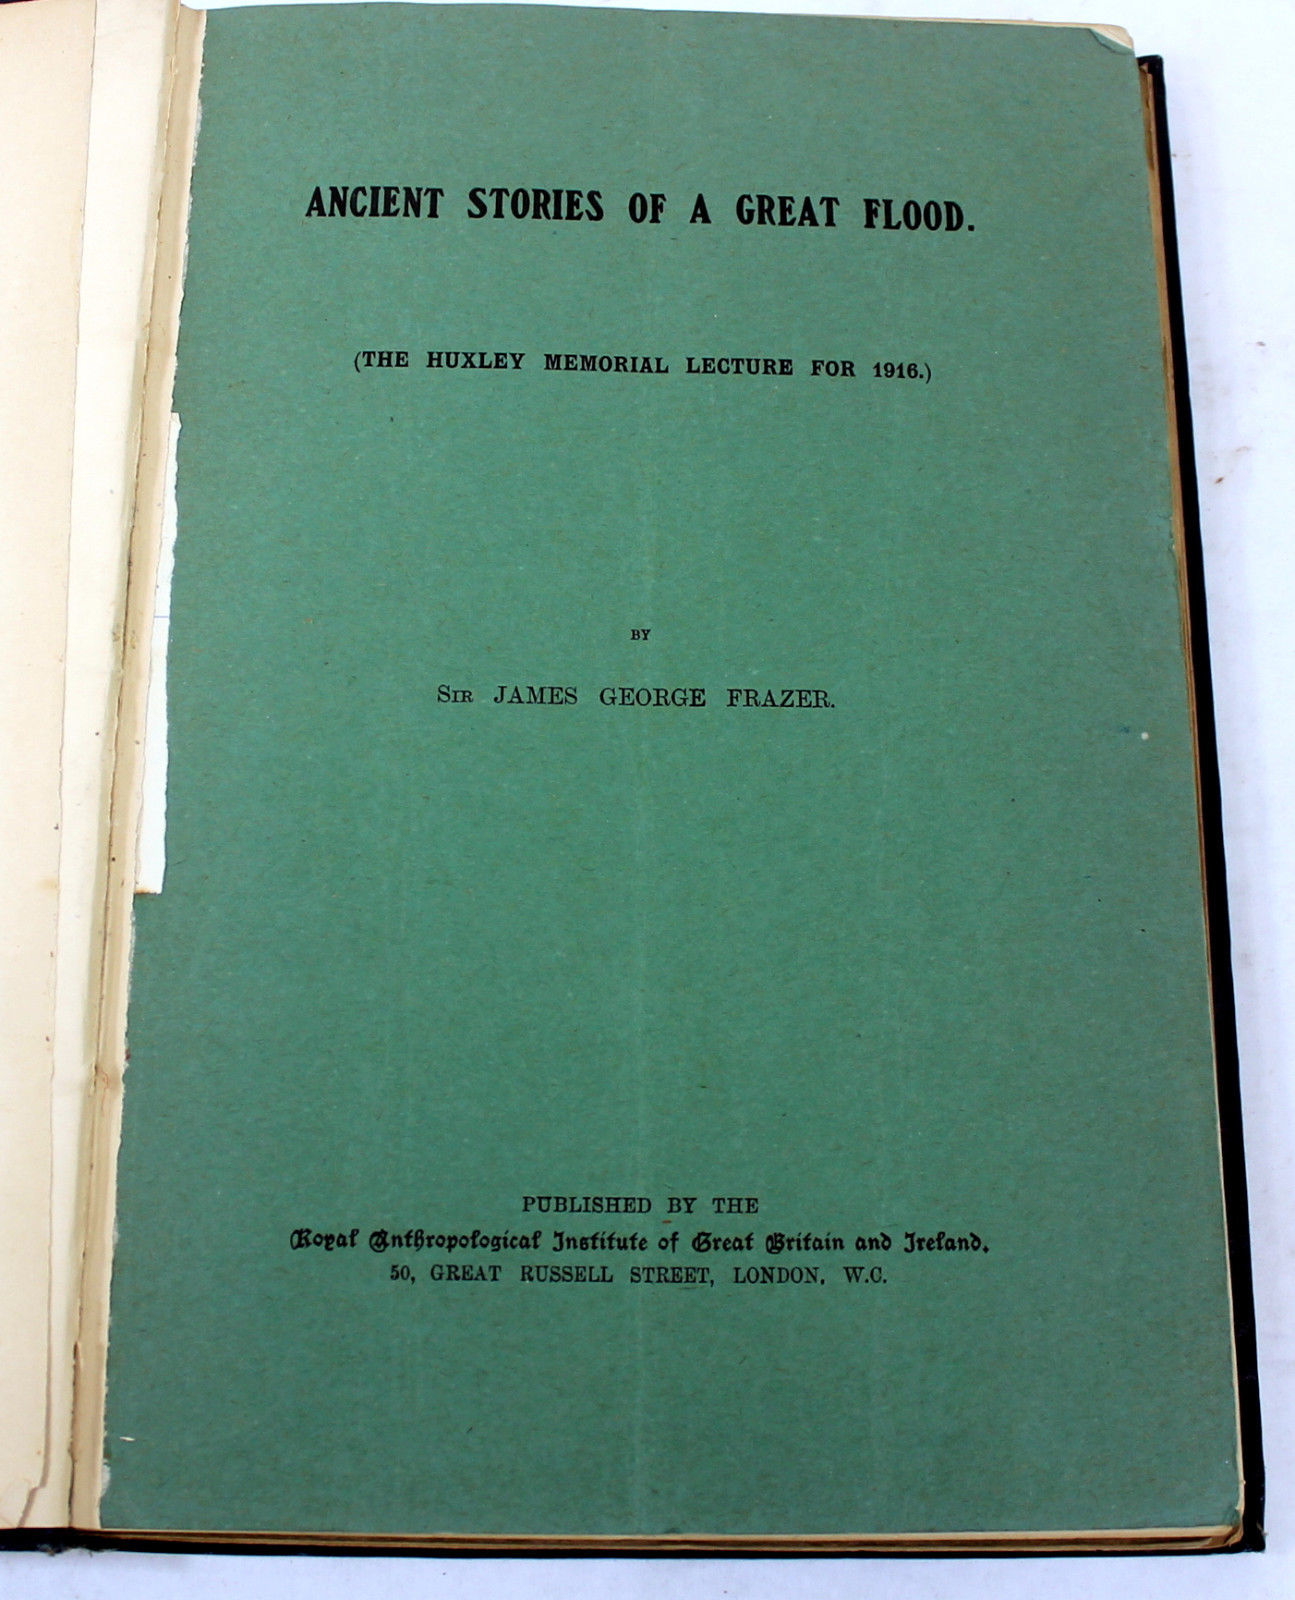 ANCIENT STORIES OF A GREAT FLOOD.
(THE HUXLEY MEMORIAL LECTURE FOR 1916.)
BY
SIR JAMES GEORGE FRAZER.
PUBLISHED BY THE
Royal Anthropological Institute of Great Britain and Ireland.
50, GREAT RUSSELL STREET, LONDON, W.C.